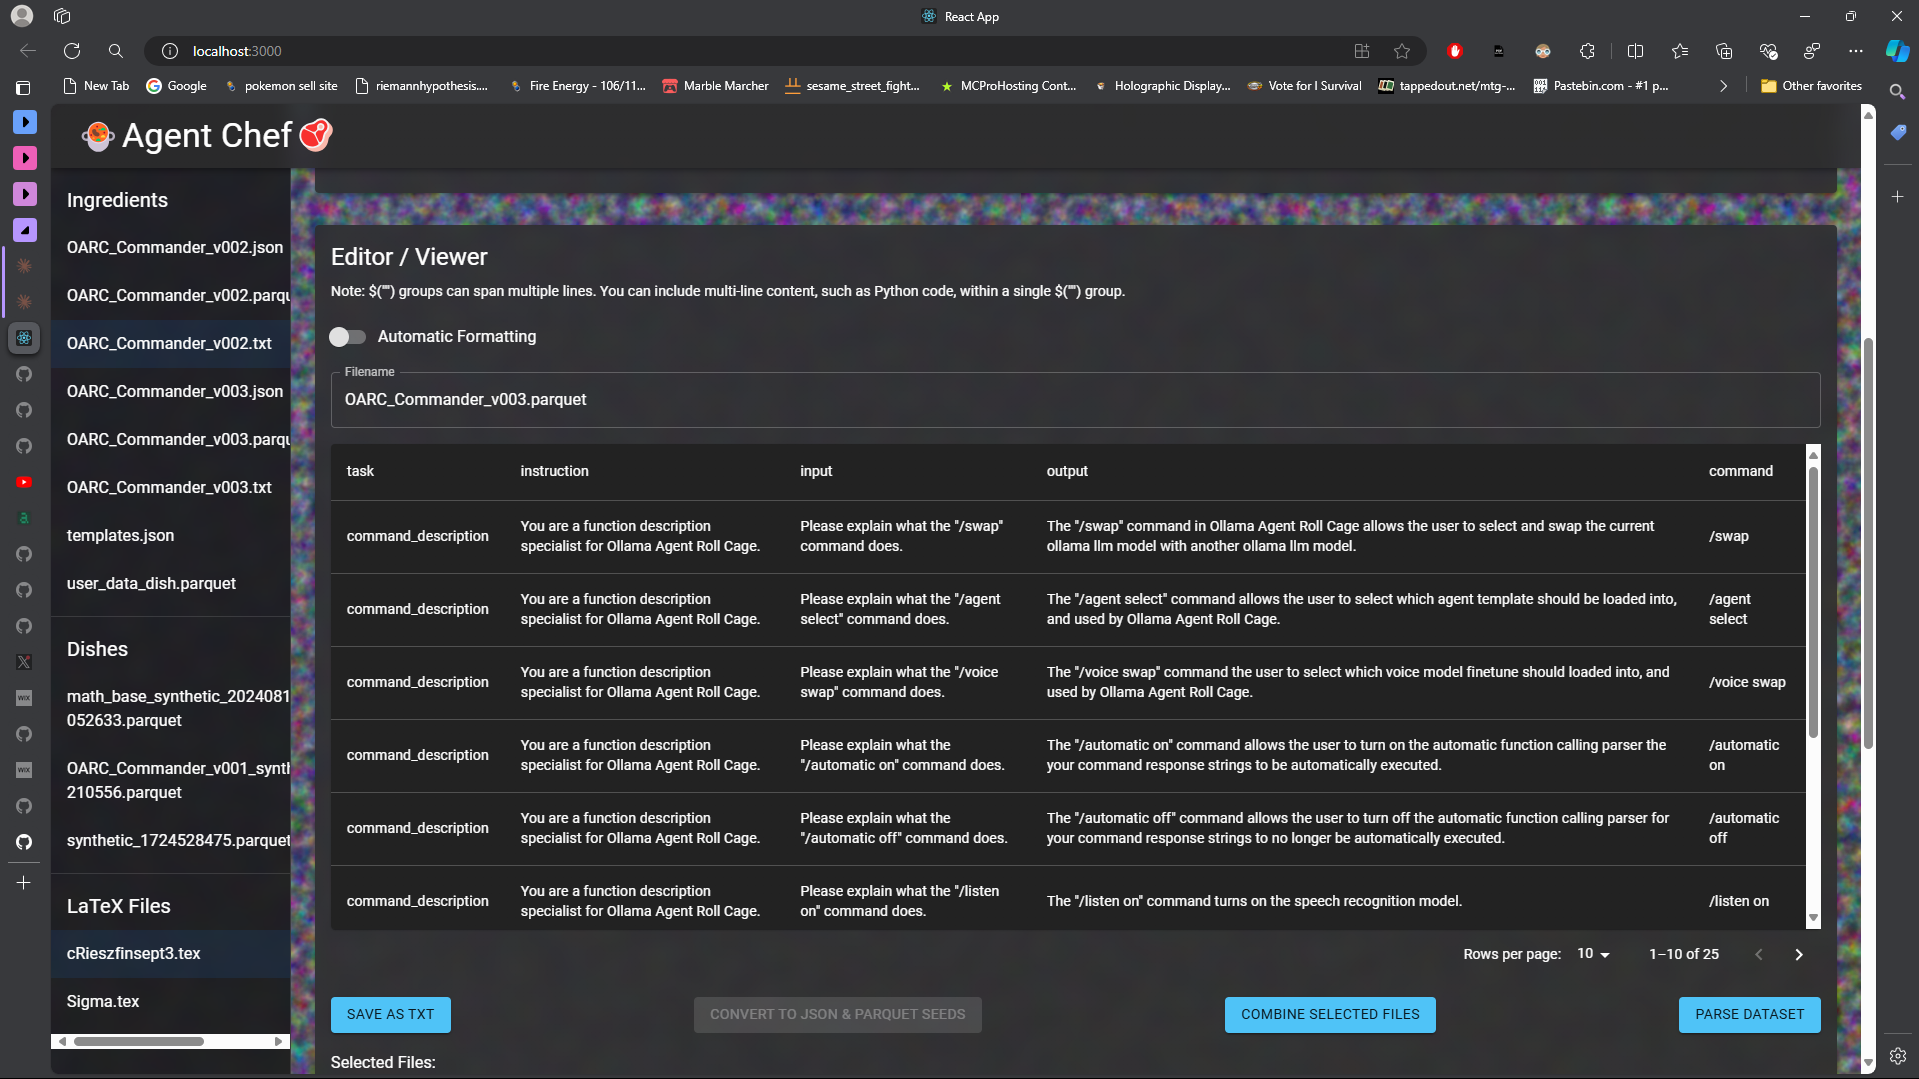 React App
localhost:3000
New Tab
Google
pokemon sell site
riemannhypothesis....
Fire Energy - 106/11...
Marble Marcher
sesame_street_fight...
MCProHosting Cont...
Holographic Display...
Vote for I Survival
tappedout.net/mtg-...
Pastebin.com - #1 p...
Other favorites
Agent Chef
Ingredients
OARC_Commander_v002.json
OARC_Commander_v002.parqu
OARC_Commander_v002.txt
OARC_Commander_v003.json
OARC_Commander_v003.parqu
OARC_Commander_v003.txt
templates.json
user_data_dish.parquet
Dishes
math_base_synthetic_2024081
052633.parquet
OARC_Commander_v001_synth
210556.parquet
synthetic_1724528475.parquet
LaTeX Files
cRieszfinsept3.tex
Sigma.tex
Editor / Viewer
Note: $("") groups can span multiple lines. You can include multi-line content, such as Python code, within a single $("") group.
Automatic Formatting
Filename
OARC_Commander_v003.parquet
task instruction input output command
command_description
You are a function description
specialist for Ollama Agent Roll Cage.
Please explain what the "/swap"
command does.
The "/swap" command in Ollama Agent Roll Cage allows the user to select and swap the current
ollama llm model with another ollama llm model.
/swap
command_description
You are a function description
specialist for Ollama Agent Roll Cage.
Please explain what the "/agent
select" command does.
The "/agent select" command allows the user to select which agent template should be loaded into,
and used by Ollama Agent Roll Cage.
/agent
select
command_description
You are a function description
specialist for Ollama Agent Roll Cage.
Please explain what the "/voice
swap" command does.
The "/voice swap" command the user to select which voice model finetune should loaded into, and
used by Ollama Agent Roll Cage.
/voice swap
command_description
You are a function description
specialist for Ollama Agent Roll Cage.
Please explain what the
"/automatic on" command does.
The "/automatic on" command allows the user to turn on the automatic function calling parser the
your command response strings to be automatically executed.
/automatic
on
command_description
You are a function description
specialist for Ollama Agent Roll Cage.
Please explain what the
"/automatic off" command does.
The "/automatic off" command allows the user to turn off the automatic function calling parser for
your command response strings to no longer be automatically executed.
/automatic
off
command_description
You are a function description
specialist for Ollama Agent Roll Cage.
Please explain what the "/listen
on" command does.
The "/listen on" command turns on the speech recognition model.
/listen on
Rows per page: 10
1–10 of 25
SAVE AS TXT
CONVERT TO JSON & PARQUET SEEDS
COMBINE SELECTED FILES
PARSE DATASET
Selected Files: